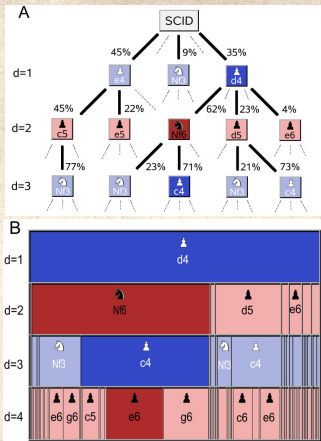 A
SCID
45% 9% 35%
d=1 e4 Nf3 d4
45% 22% 62% 23% 4%
d=2 c5 e5 Nf6 d5 e6
77% 23% 71% 21% 73%
d=3 Nf3 Nf3 c4 Nf3 c4
B
d=1 d4
d=2 Nf6 d5 e6
d=3 Nf3 c4 Nf3 c4
d=4 e6 g6 c5 e6 g6 c6 e6